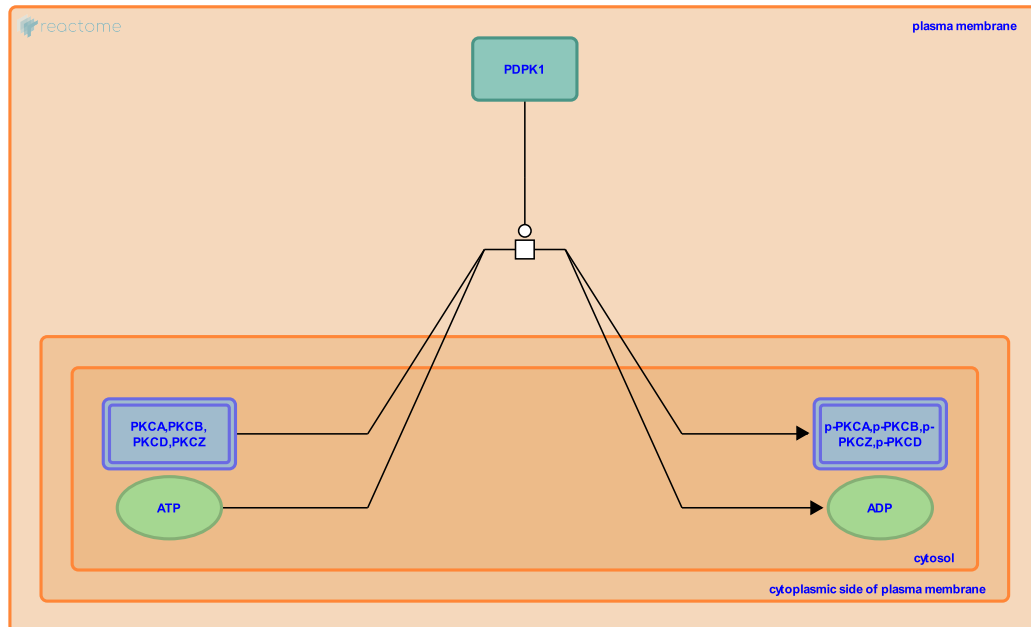 reactome
plasma membrane
PDPK1
PKCA,PKCB,
PKCD,PKCZ
p-PKCA,p-PKCB,p-
PKCZ,p-PKCD
ATP
ADP
cytosol
cytoplasmic side of plasma membrane